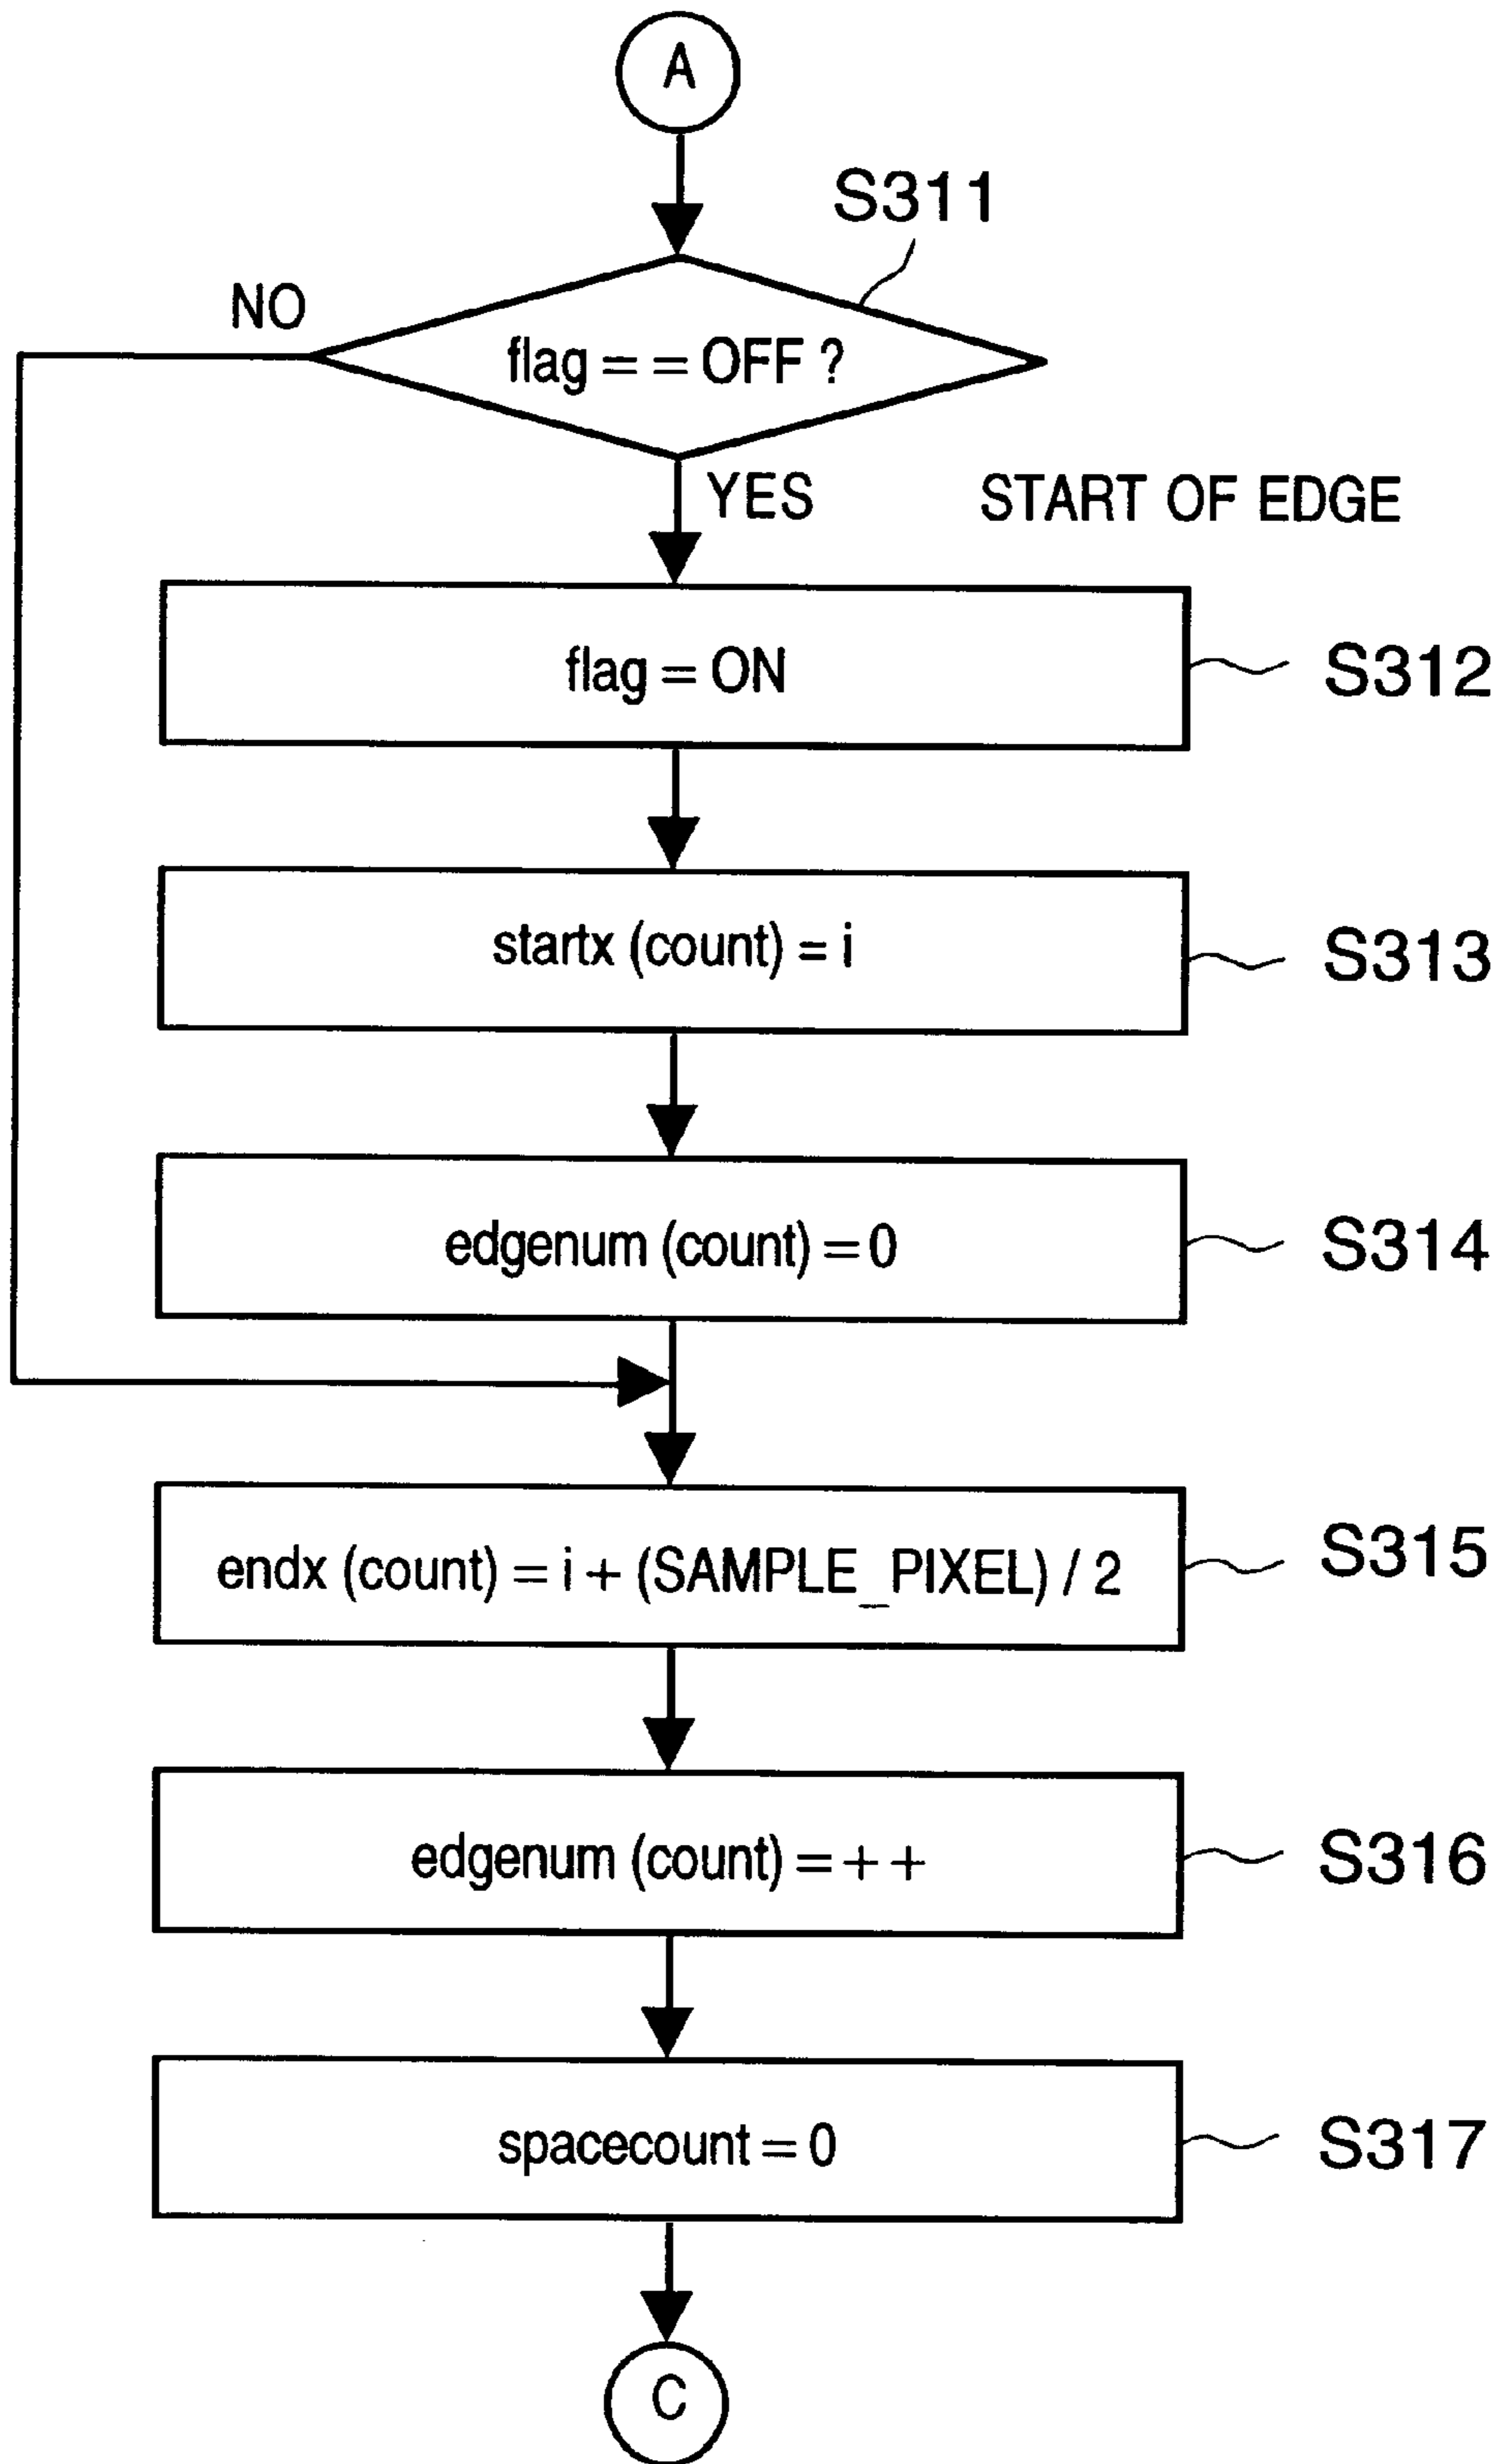 A
S311
NO
flag = = OFF ?
YES
START OF EDGE
flag = ON
S312
startx (count) = i
S313
edgenum (count) = 0
S314
endx (count) = i + (SAMPLE_PIXEL) / 2
S315
edgenum (count) = + +
S316
spacecount = 0
S317
C